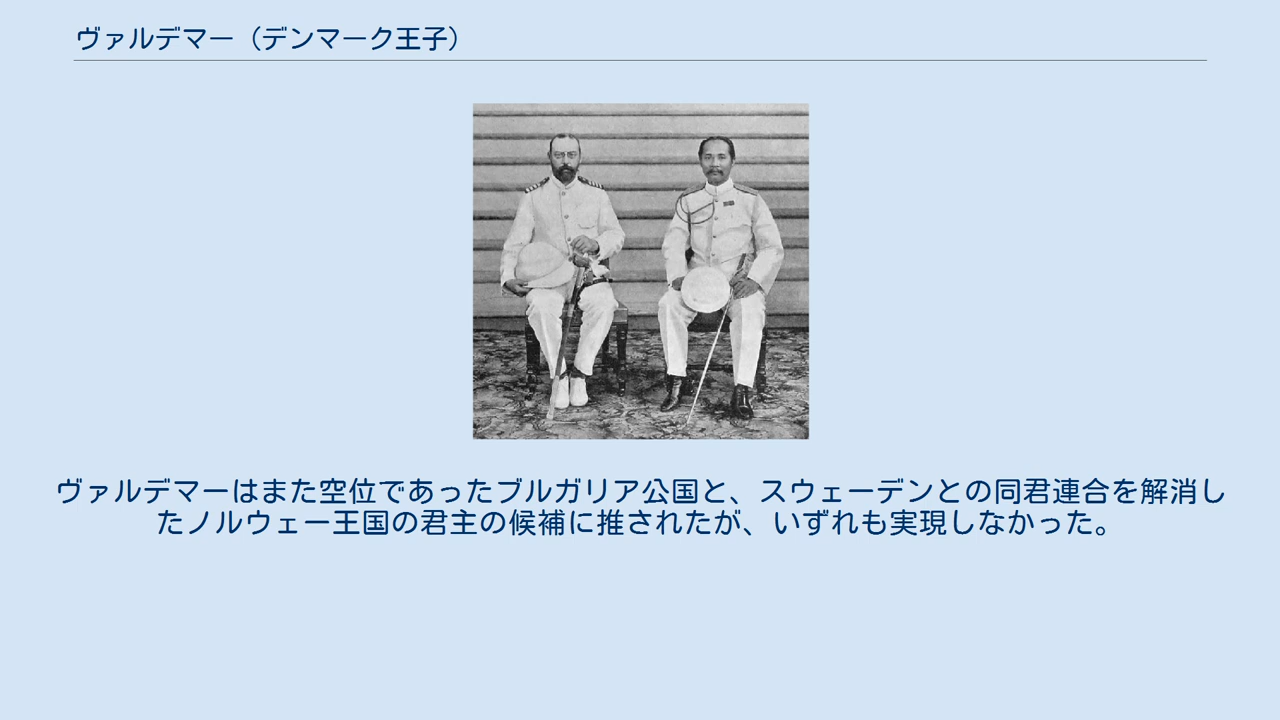 ヴァルデマー（デンマーク王子）
ヴァルデマーはまた空位であったブルガリア公国と、スウェーデンとの同君連合を解消し
たノルウェー王国の君主の候補に推されたが、いずれも実現しなかった。